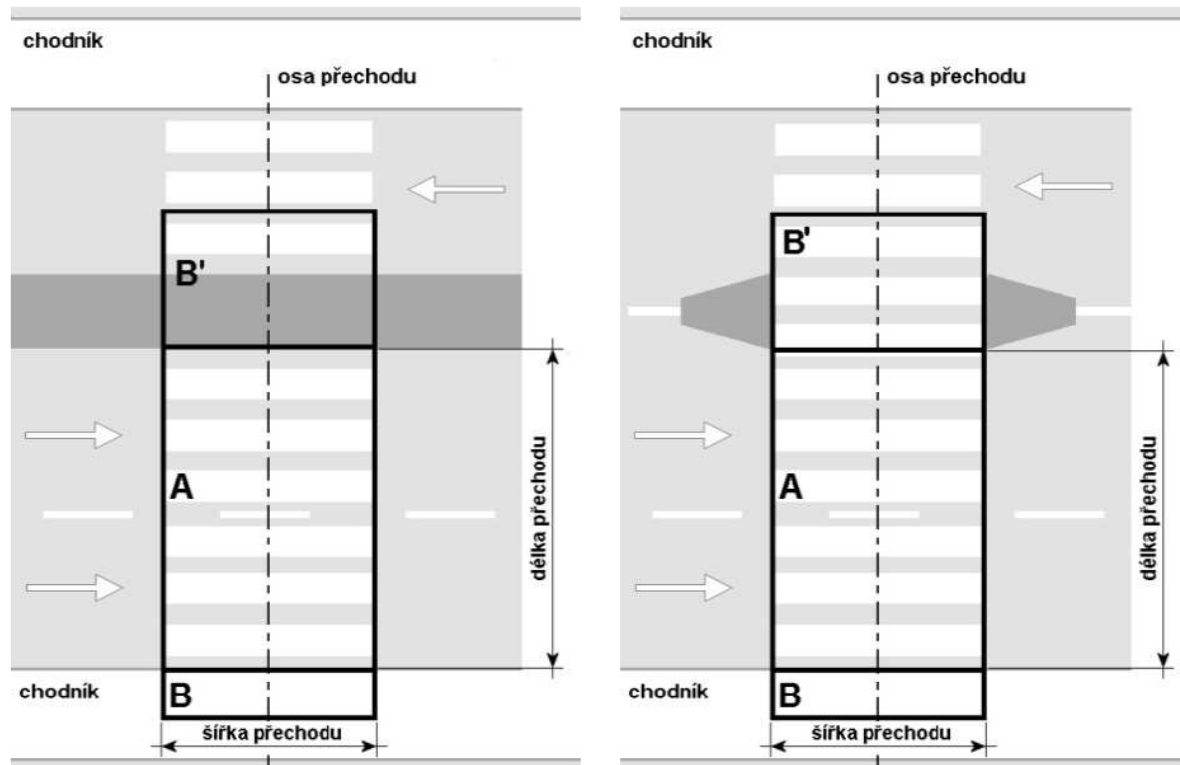 chodník
osa přechodu
B'
A
délka přechodu
chodník
B
šířka přechodu
chodník
osa přechodu
B'
A
délka přechodu
chodník
B
šířka přechodu